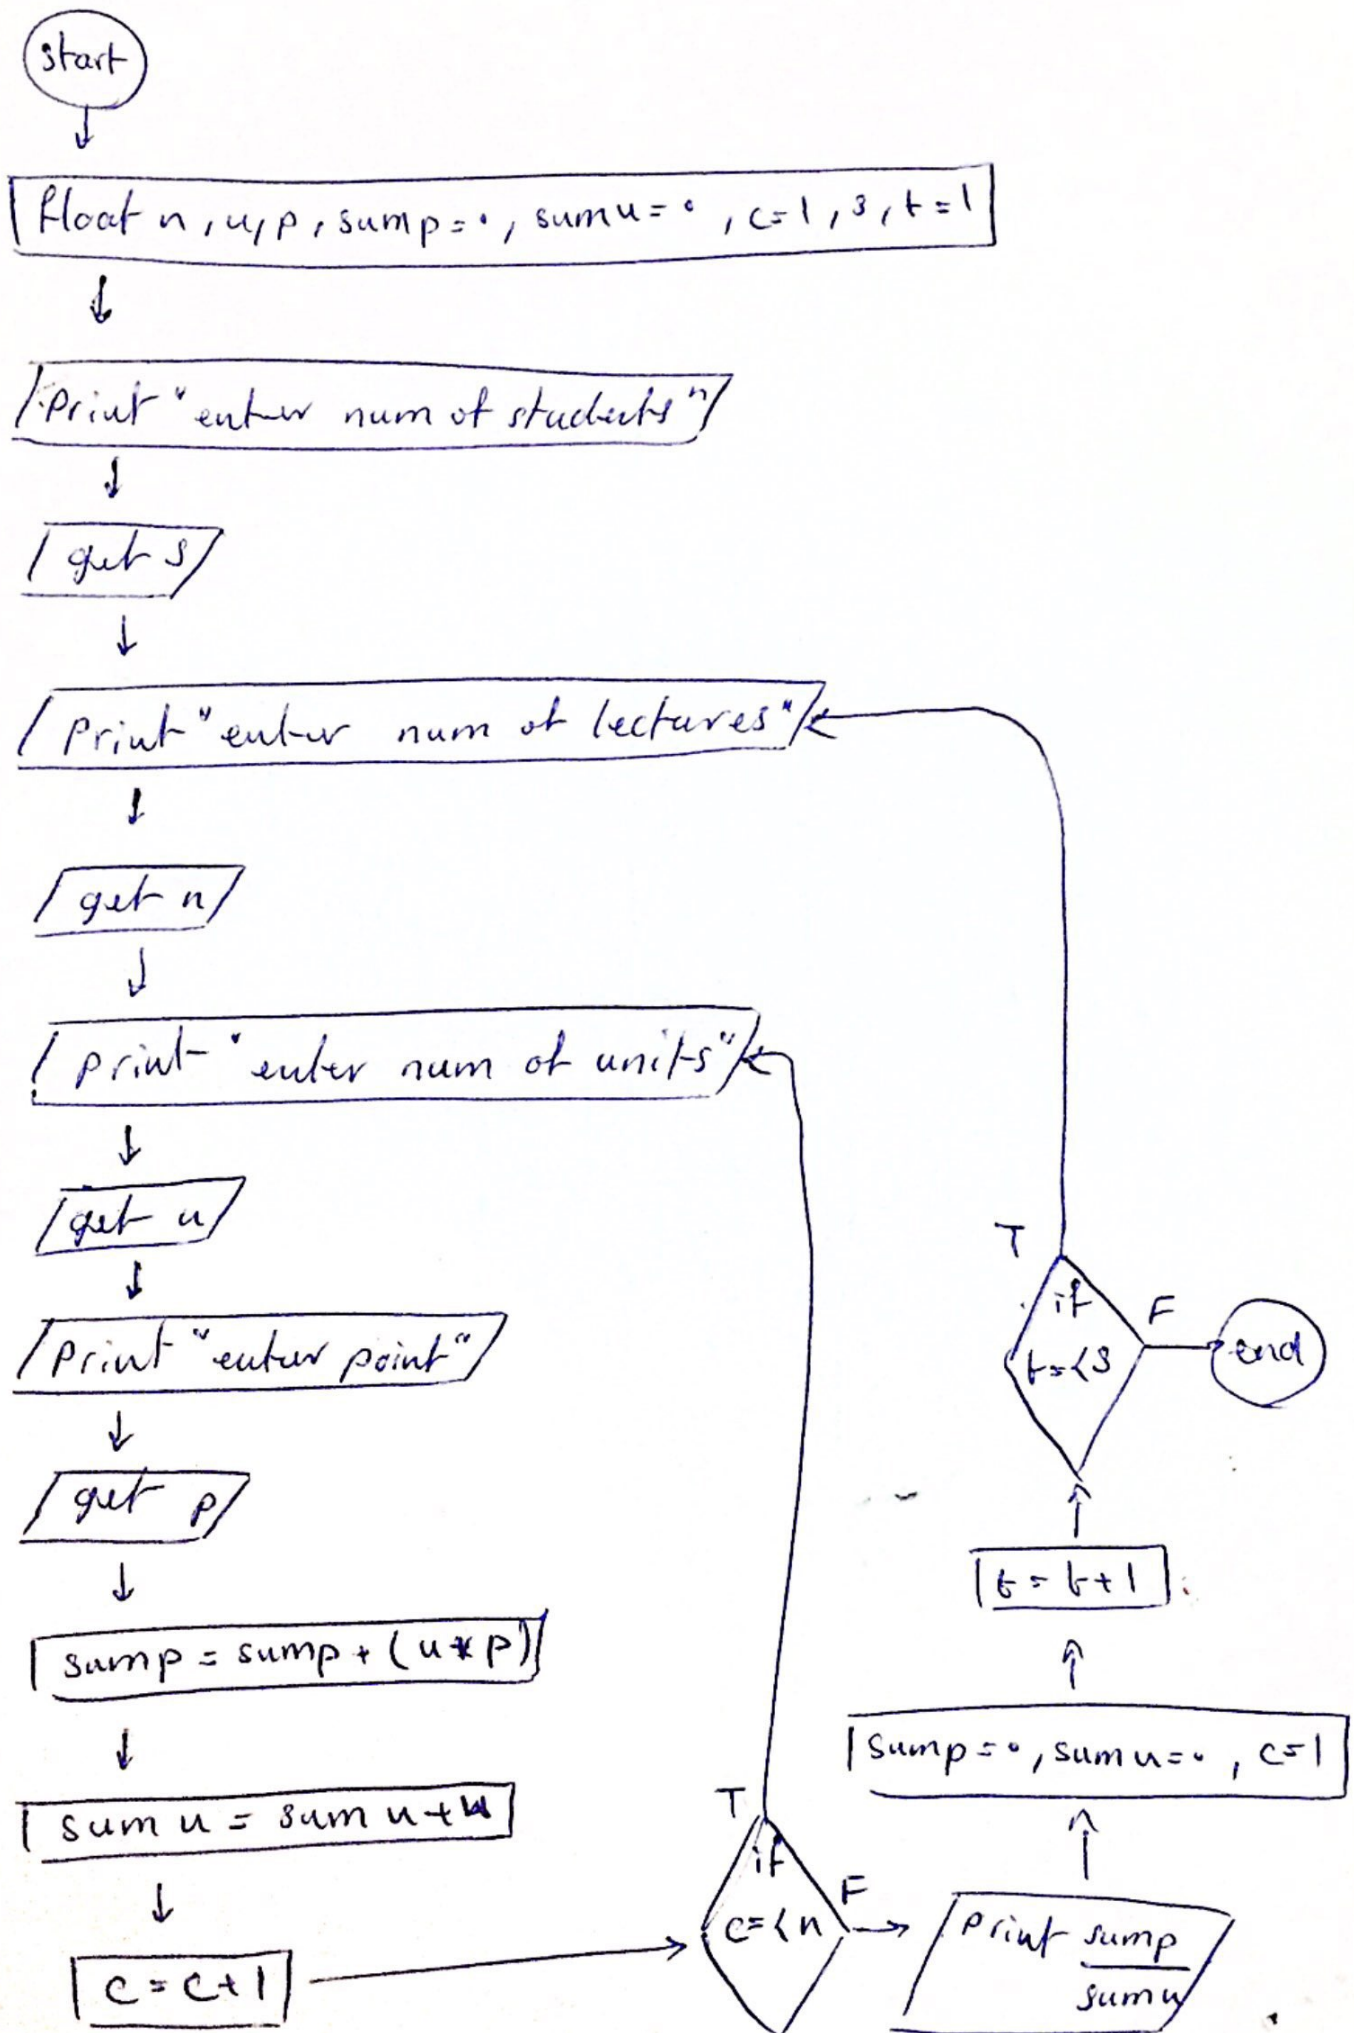 start
float n, u, p, sump=0, sumu=0, c=1, s, t=1
Print "enter num of students"
get s
Print "enter num of lectures"
get n
print "enter num of units"
get u
Print "enter point"
get p
sump = sump + (u*p)
sum u = sum u + u
c = c+1
T
if
c=<n
F
Print sump
sumu
sump=0, sumu=0, c=1
t = t+1
T
if
t=<s
F
end